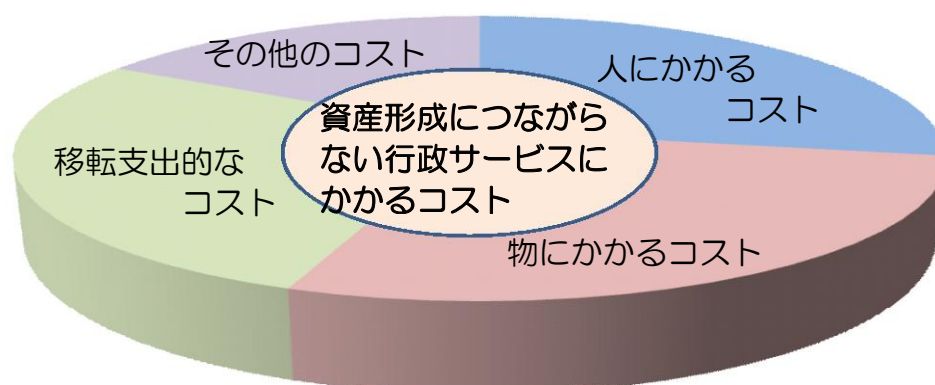 その他のコスト
人にかかる
コスト
資産形成につながら
ない行政サービスに
かかるコスト
移転支出的な
コスト
物にかかるコスト